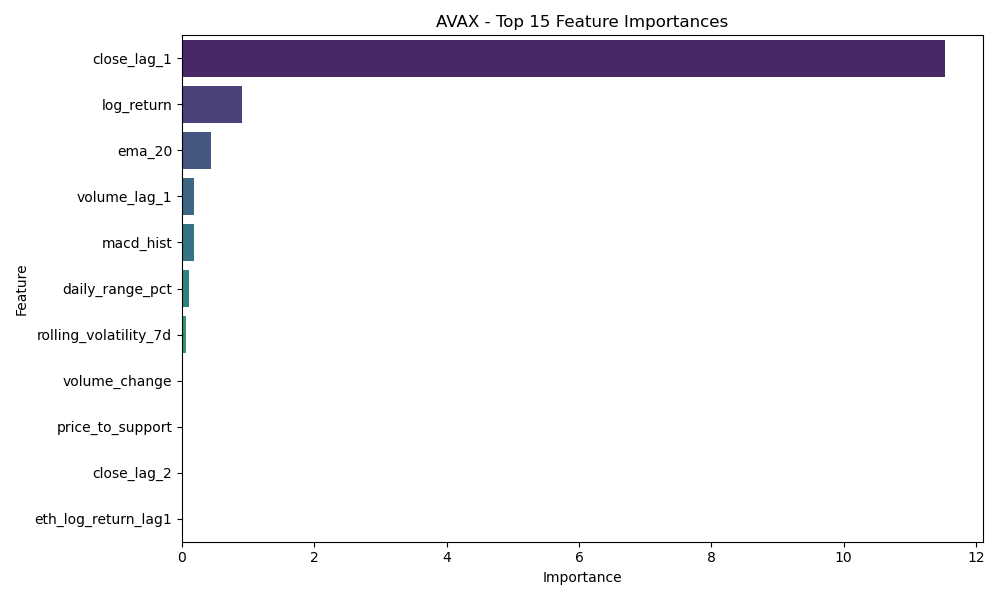 AVAX - Top 15 Feature Importances
close_lag_1
log_return
ema_20
volume_lag_1
macd_hist
daily_range_pct
rolling_volatility_7d
volume_change
price_to_support
close_lag_2
eth_log_return_lag1
Feature
0 2 4 6 8 10 12
Importance